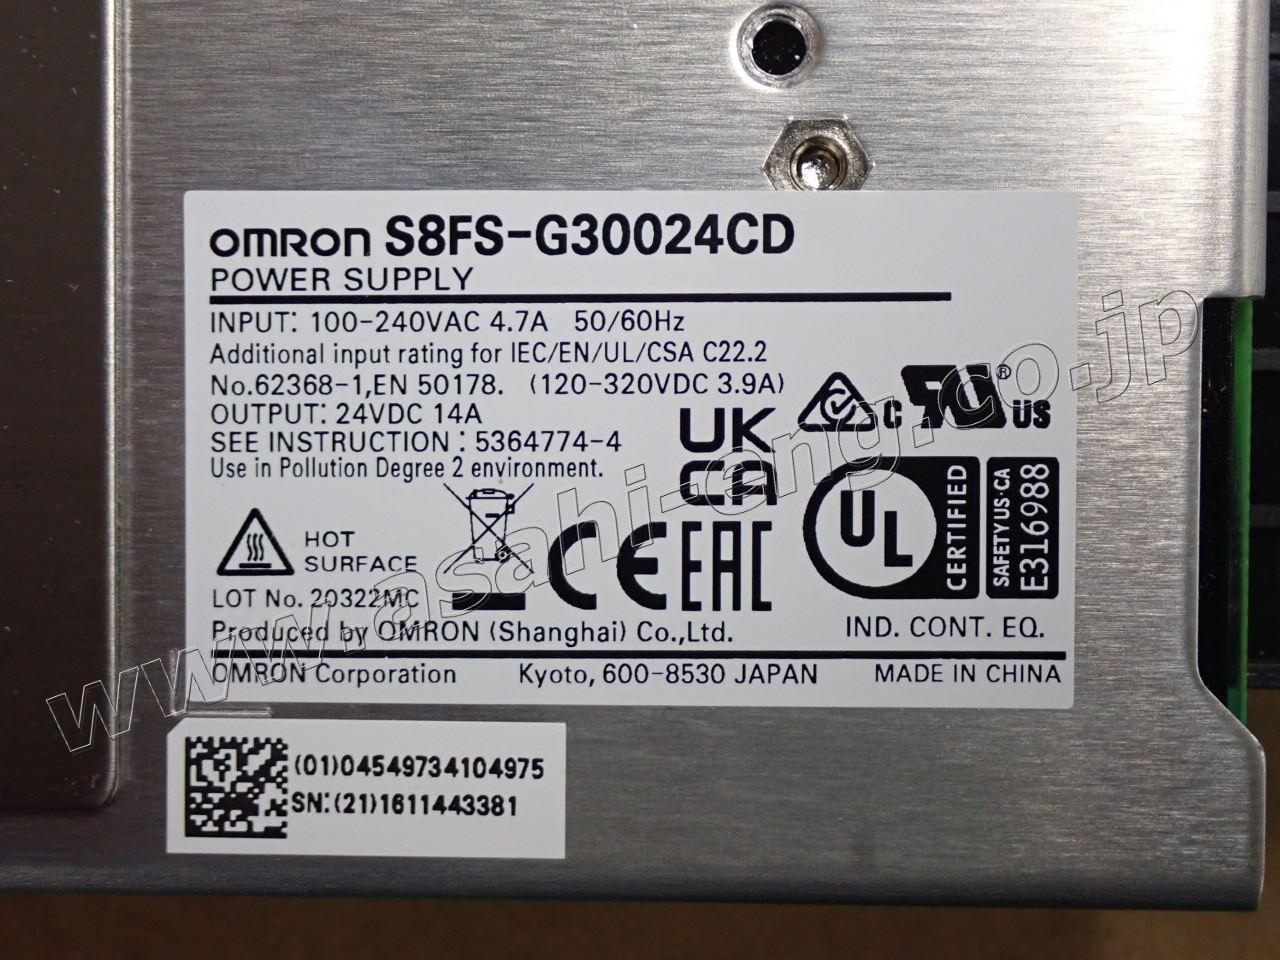 omron S8FS-G30024CD
POWER SUPPLY
INPUT: 100-240VAC 4.7A 50/60Hz
Additional input rating for IEC/EN/UL/CSA C22.2
No.62368-1,EN 50178. (120-320VDC 3.9A)
OUTPUT: 24VDC 14A
SEE INSTRUCTION : 5364774-4
Use in Pollution Degree 2 environment.
UK
CA
C RU ® US
HOT
SURFACE
CE EAC
UL CERTIFIED
SAFETY US·CA
E316988
LOT No. 20322MC
Produced by OMRON (Shanghai) Co.,Ltd.
IND. CONT. EQ.
OMRON Corporation Kyoto, 600-8530 JAPAN MADE IN CHINA
(01)04549734104975
SN:(21)1611443381
www.asahi-eng.co.jp